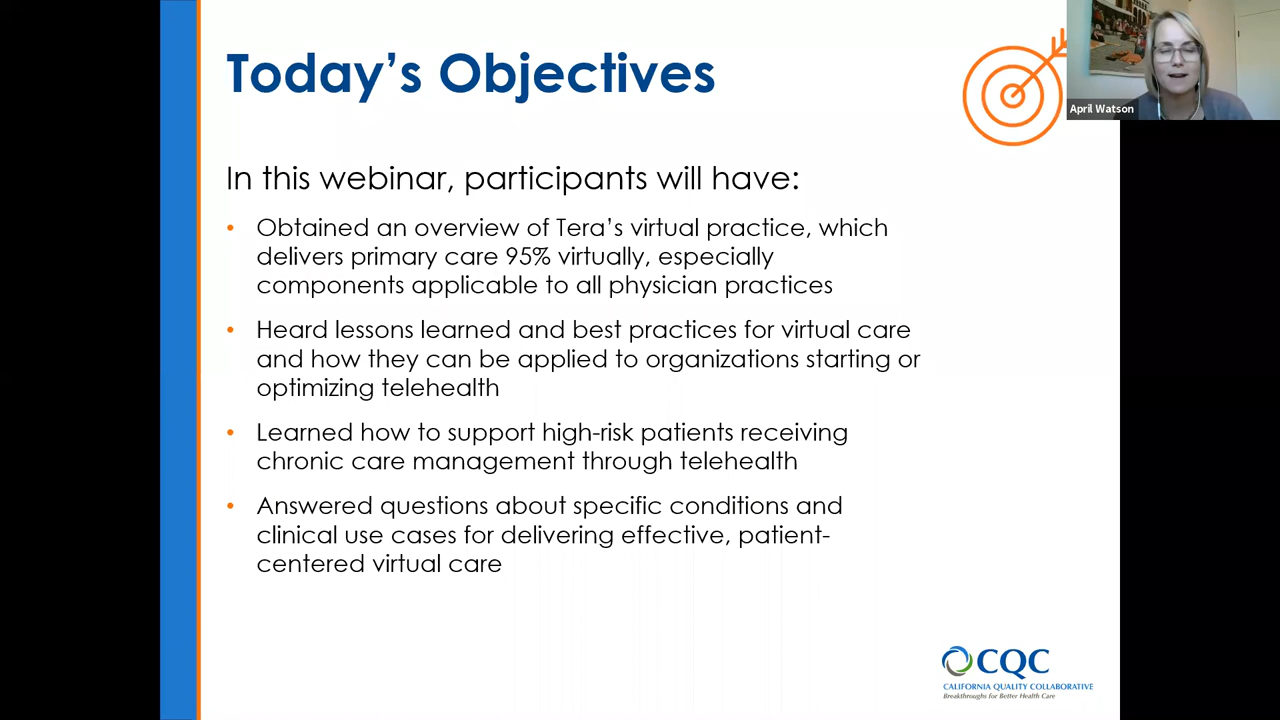 Today's Objectives
April Watson
In this webinar, participants will have:
• Obtained an overview of Tera's virtual practice, which
delivers primary care 95% virtually, especially
components applicable to all physician practices
• Heard lessons learned and best practices for virtual care
and how they can be applied to organizations starting or
optimizing telehealth
• Learned how to support high-risk patients receiving
chronic care management through telehealth
• Answered questions about specific conditions and
clinical use cases for delivering effective, patient-
centered virtual care
CQC
CALIFORNIA QUALITY COLLABORATIVE
Breakthroughs for Better Health Care